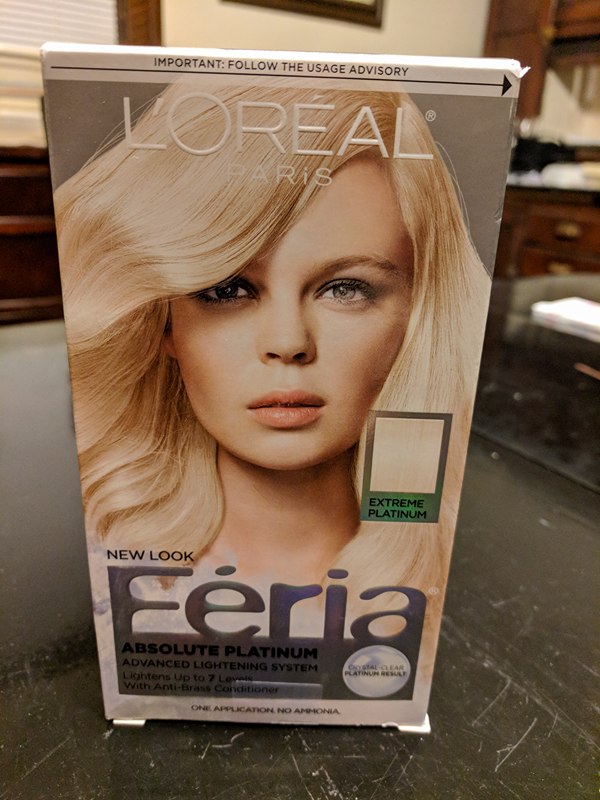 IMPORTANT: FOLLOW THE USAGE ADVISORY
L'ORÉAL®
PARiS
EXTREME
PLATINUM
NEW LOOK
Féria®
ABSOLUTE PLATINUM
ADVANCED LIGHTENING SYSTEM
Lightens Up to 7 Levels
With Anti-Brass Conditioner
CRYSTAL-CLEAR
PLATINUM RESULT
ONE APPLICATION. NO AMMONIA.